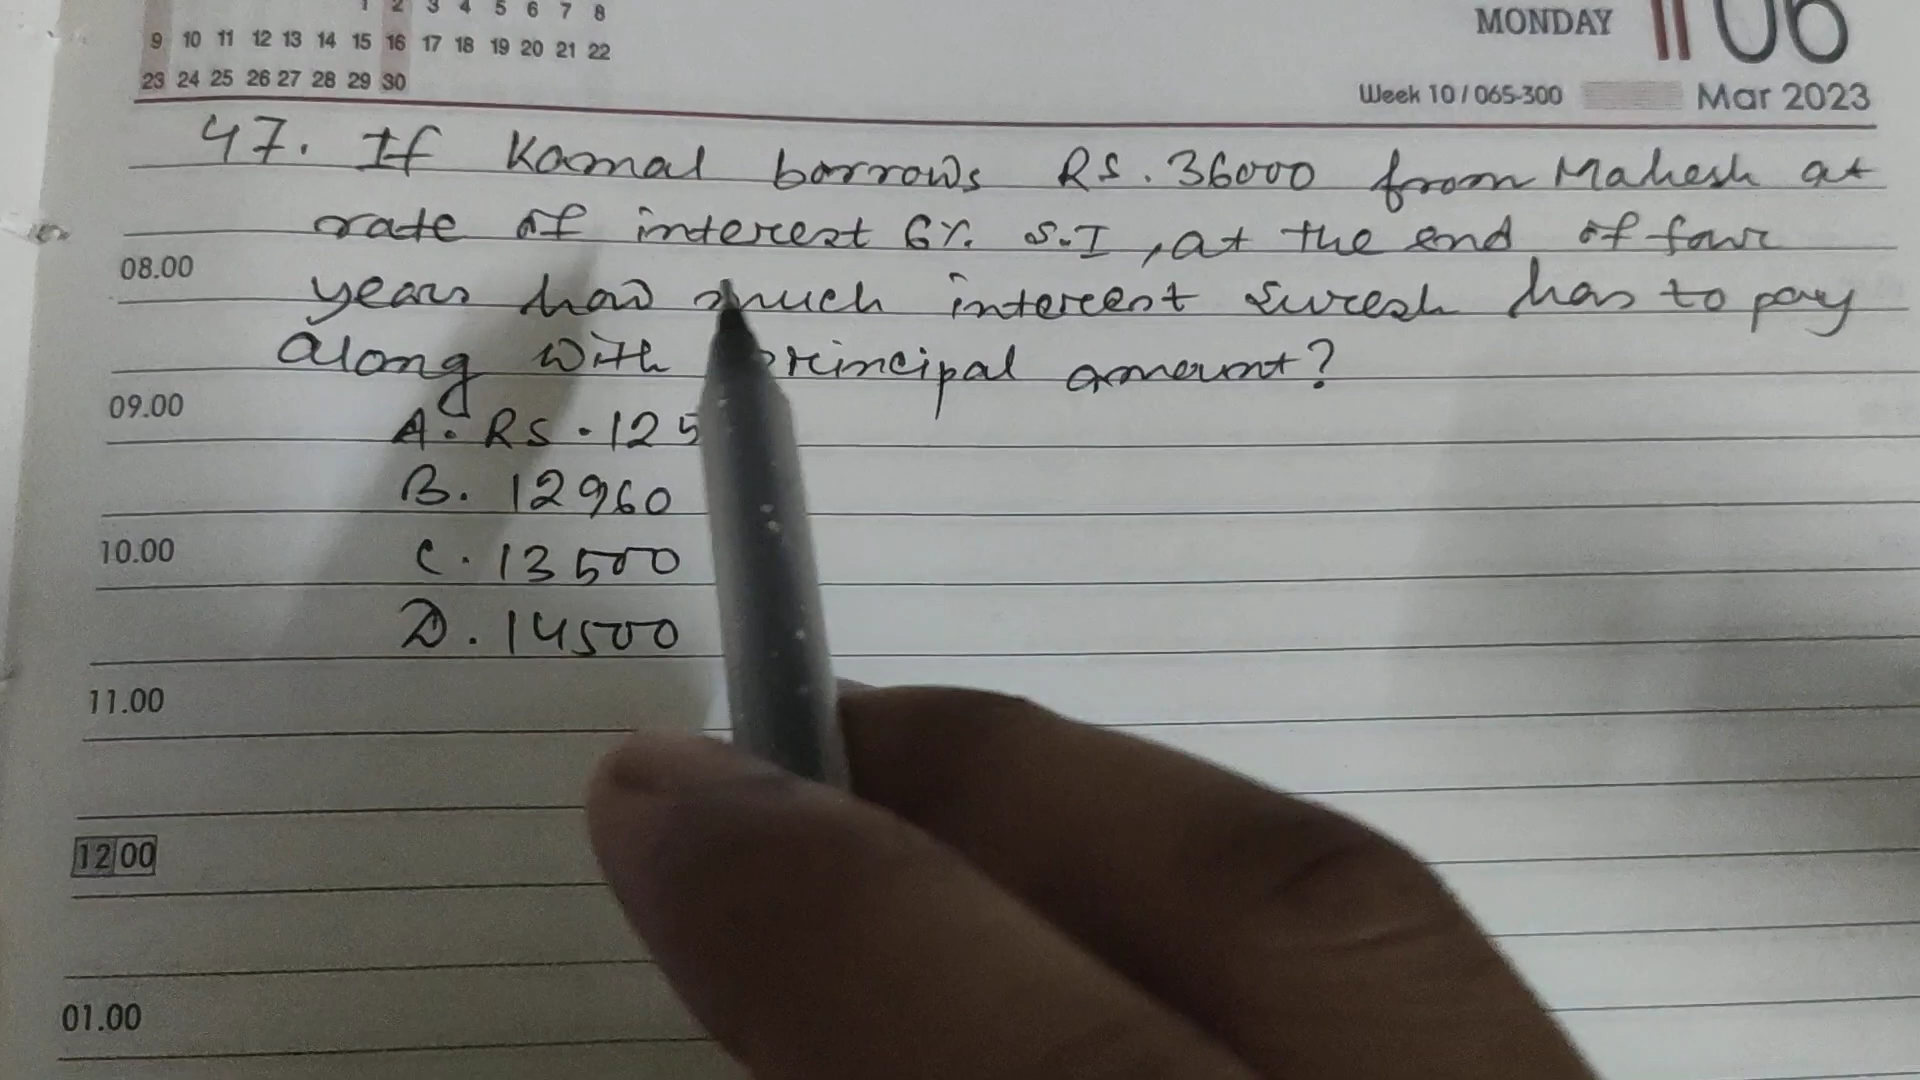 1 2 3 4 5 6 7 8
9 10 11 12 13 14 15 16 17 18 19 20 21 22
23 24 25 26 27 28 29 30
MONDAY 06
Week 10 / 065-300 Mar 2023
47. If Kamal borrows RS. 36000 from Mahesh at
rate of interest 6% S.I, at the end of four
08.00
years how much interest Suresh has to pay
along with principal amount?
09.00
A. RS. 125
B. 12960
10.00
C. 13500
D. 14500
11.00
12 00
01.00